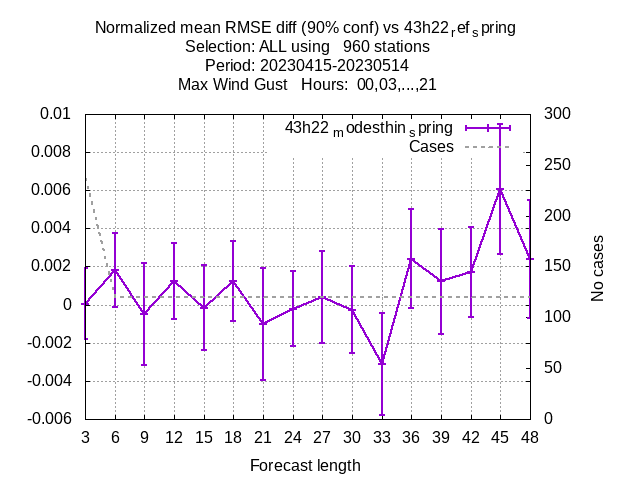 Normalized mean RMSE diff (90% conf) vs 43h22refspring
Selection: ALL using   960 stations
Period: 20230415-20230514
Max Wind Gust   Hours:  00,03,...,21
43h22modesthinspring
Cases
0.01
0.008
0.006
0.004
0.002
0
-0.002
-0.004
-0.006
300
250
200
150
100
50
0
No cases
3 6 9 12 15 18 21 24 27 30 33 36 39 42 45 48
Forecast length